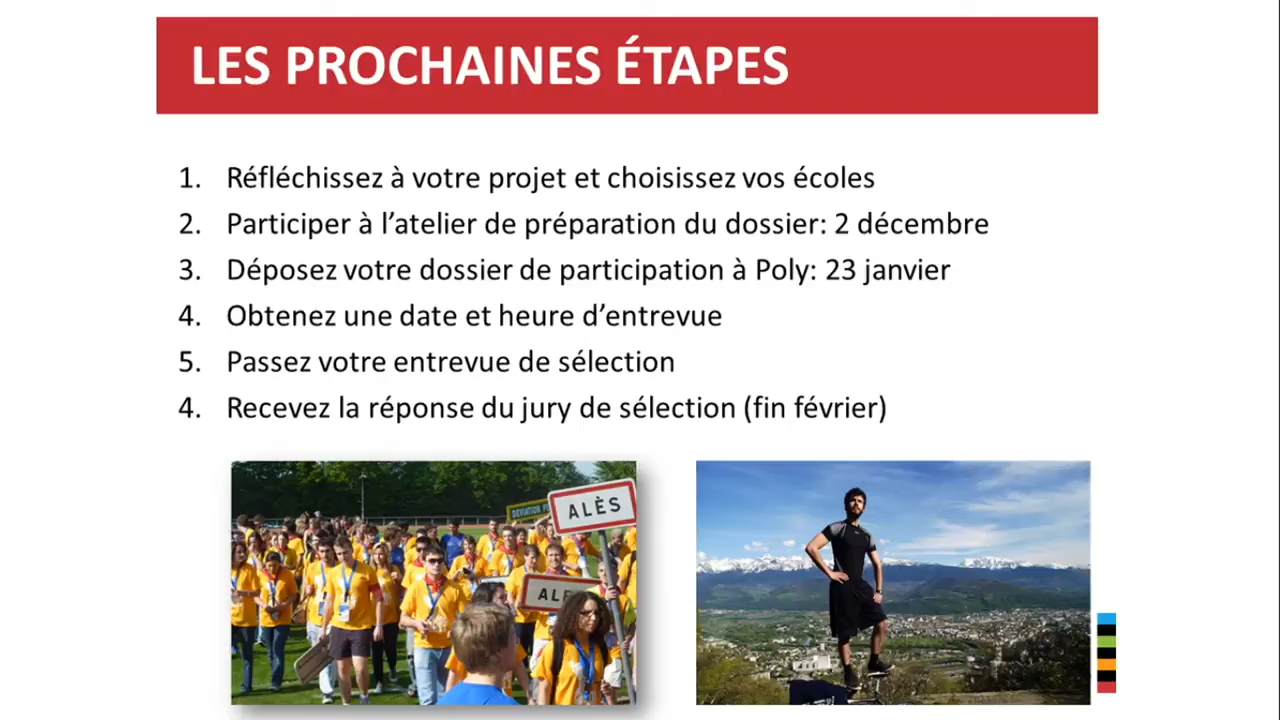 LES PROCHAINES ÉTAPES
1. Réfléchissez à votre projet et choisissez vos écoles
2. Participer à l’atelier de préparation du dossier: 2 décembre
3. Déposez votre dossier de participation à Poly: 23 janvier
4. Obtenez une date et heure d’entrevue
5. Passez votre entrevue de sélection
4. Recevez la réponse du jury de sélection (fin février)
DEVIATION
ALÈS